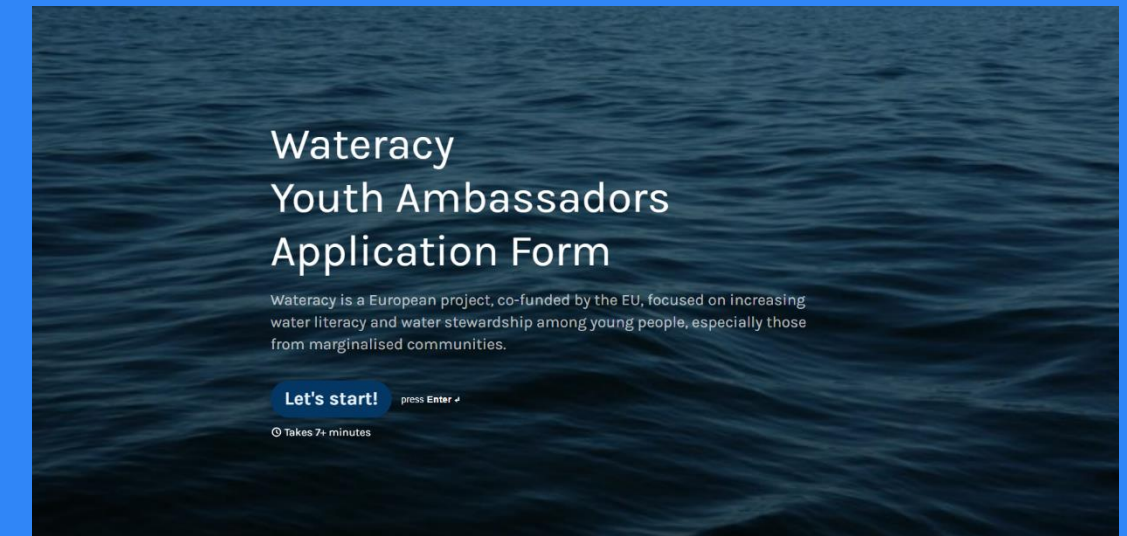 Wateracy
Youth Ambassadors
Application Form
Wateracy is a European project, co-funded by the EU, focused on increasing
water literacy and water stewardship among young people, especially those
from marginalised communities.
Let's start! press Enter ↵
Takes 7+ minutes